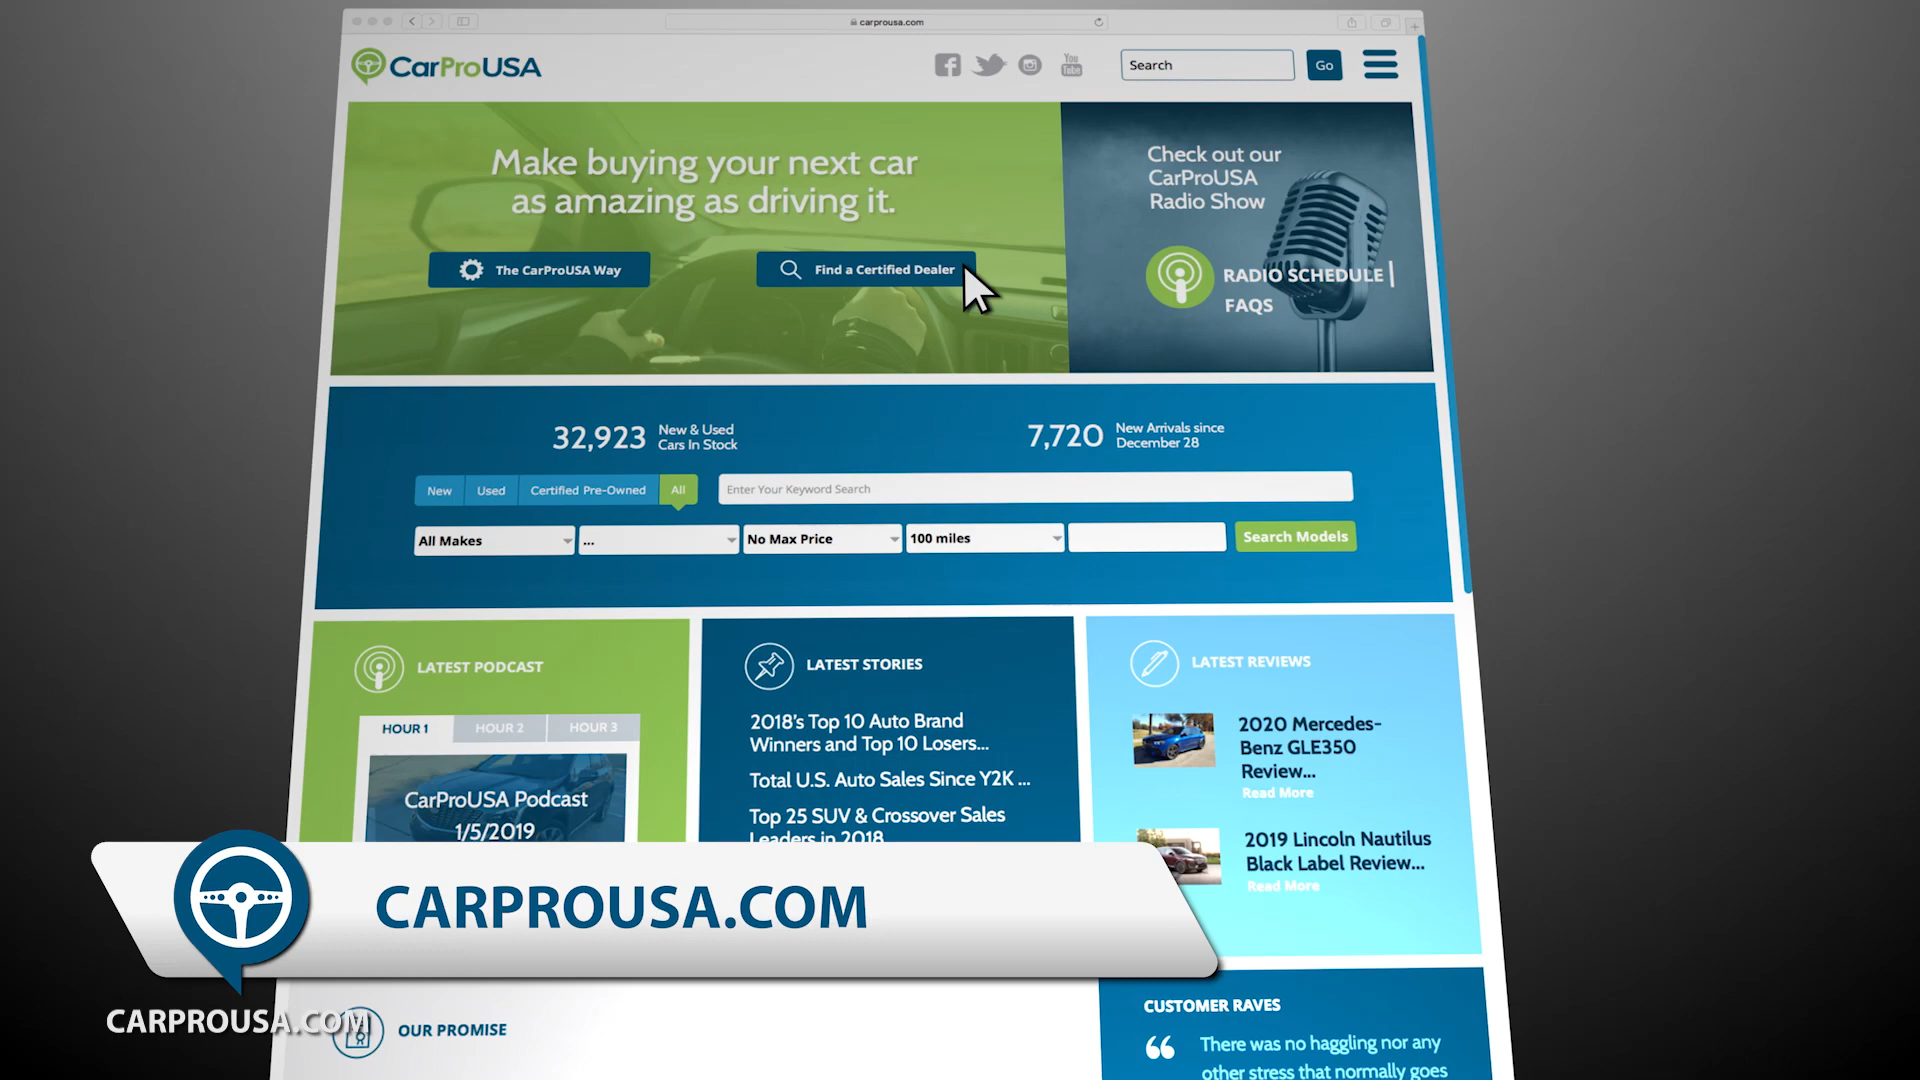 carprousa.com
CarProUSA
You
Tube
Search
Go
Make buying your next car
as amazing as driving it.
The CarProUSA Way
Find a Certified Dealer
Check out our
CarProUSA
Radio Show
RADIO SCHEDULE |
FAQS
32,923
New & Used
Cars In Stock
7,720
New Arrivals since
December 28
New
Used
Certified Pre-Owned
All
Enter Your Keyword Search
All Makes
...
No Max Price
100 miles
Search Models
LATEST PODCAST
HOUR 1
HOUR 2
HOUR 3
CarProUSA Podcast
1/5/2019
LATEST STORIES
2018's Top 10 Auto Brand
Winners and Top 10 Losers...
Total U.S. Auto Sales Since Y2K ...
Top 25 SUV & Crossover Sales
Leaders in 2018
LATEST REVIEWS
2020 Mercedes-
Benz GLE350
Review...
Read More
2019 Lincoln Nautilus
Black Label Review...
Read More
CARPROUSA.COM
CARPROUSA.COM
OUR PROMISE
CUSTOMER RAVES
“ There was no haggling nor any
other stress that normally goes